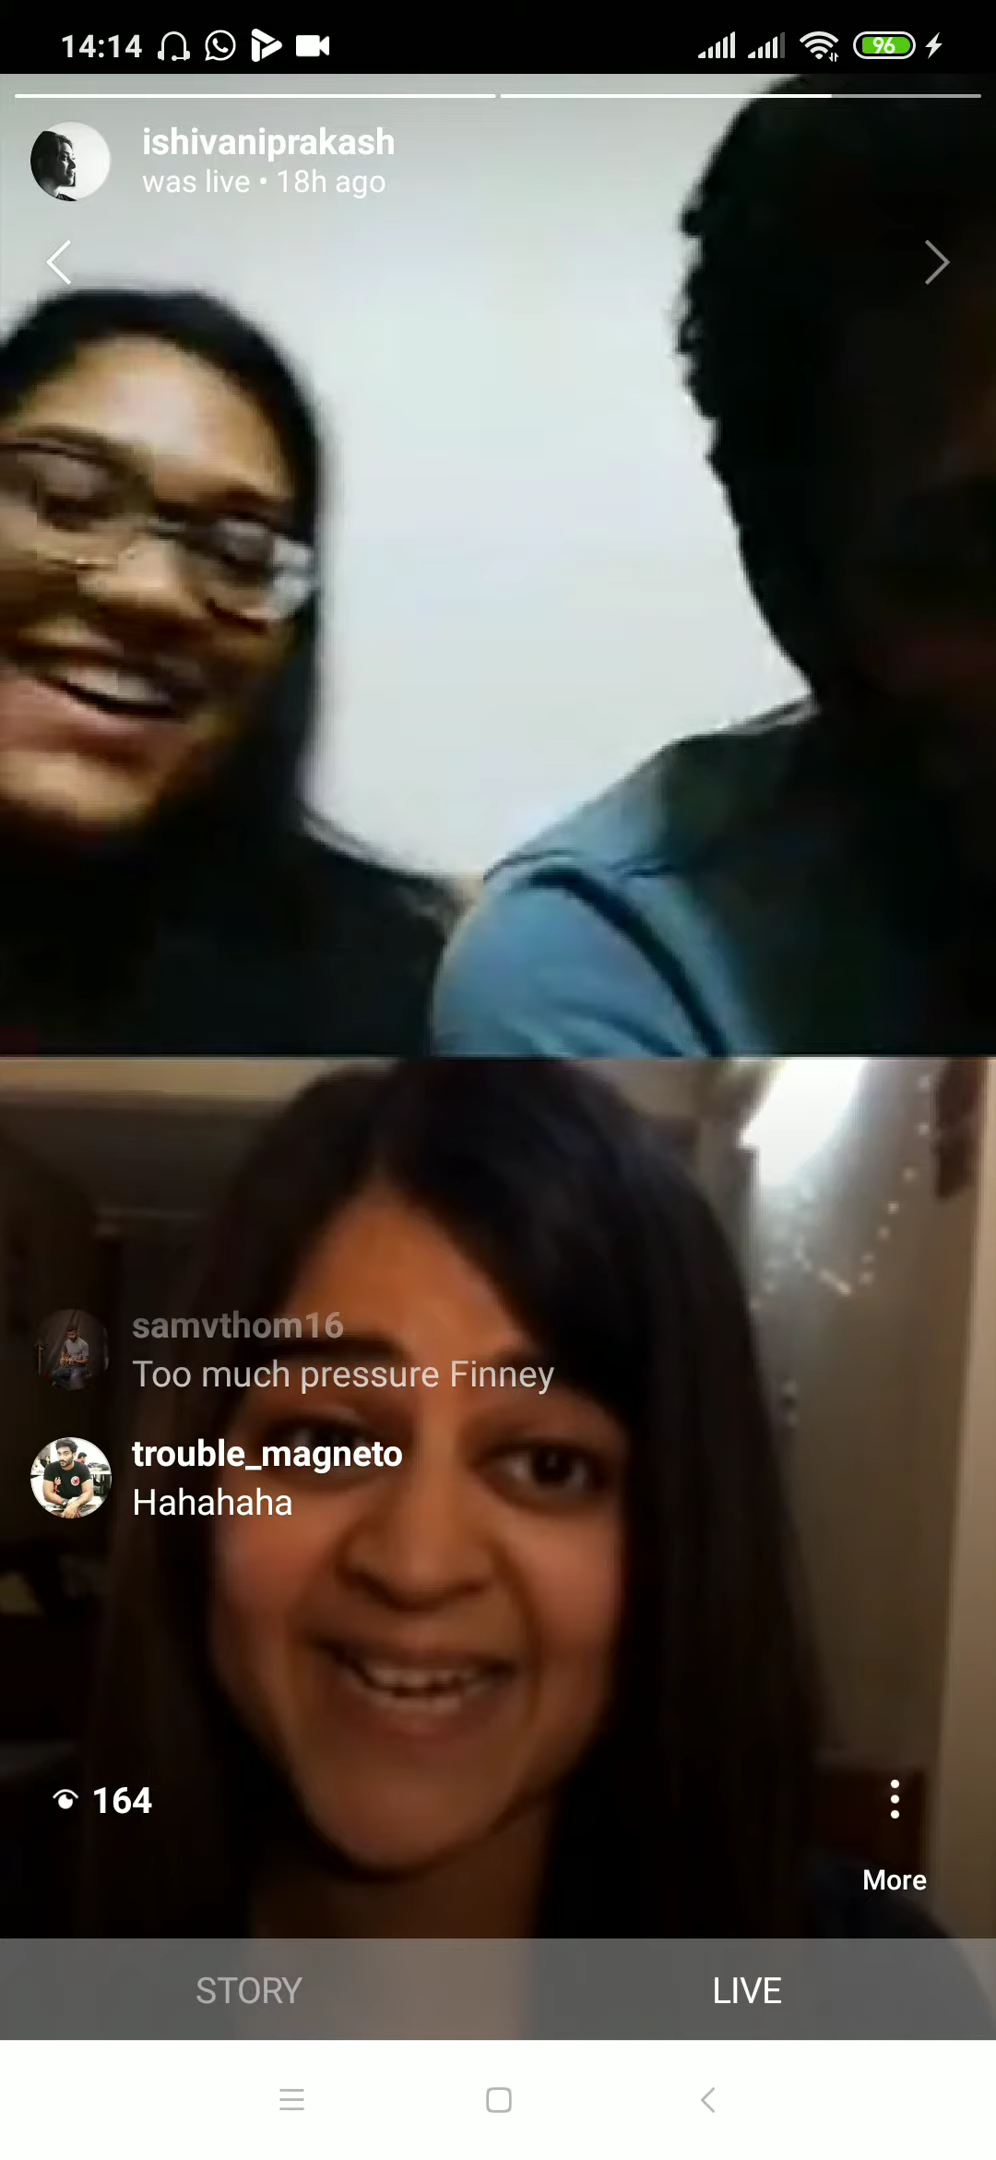 14:14
96
ishivaniprakash
was live • 18h ago
samvthom16
Too much pressure Finney
trouble_magneto
Hahahaha
164
More
STORY
LIVE